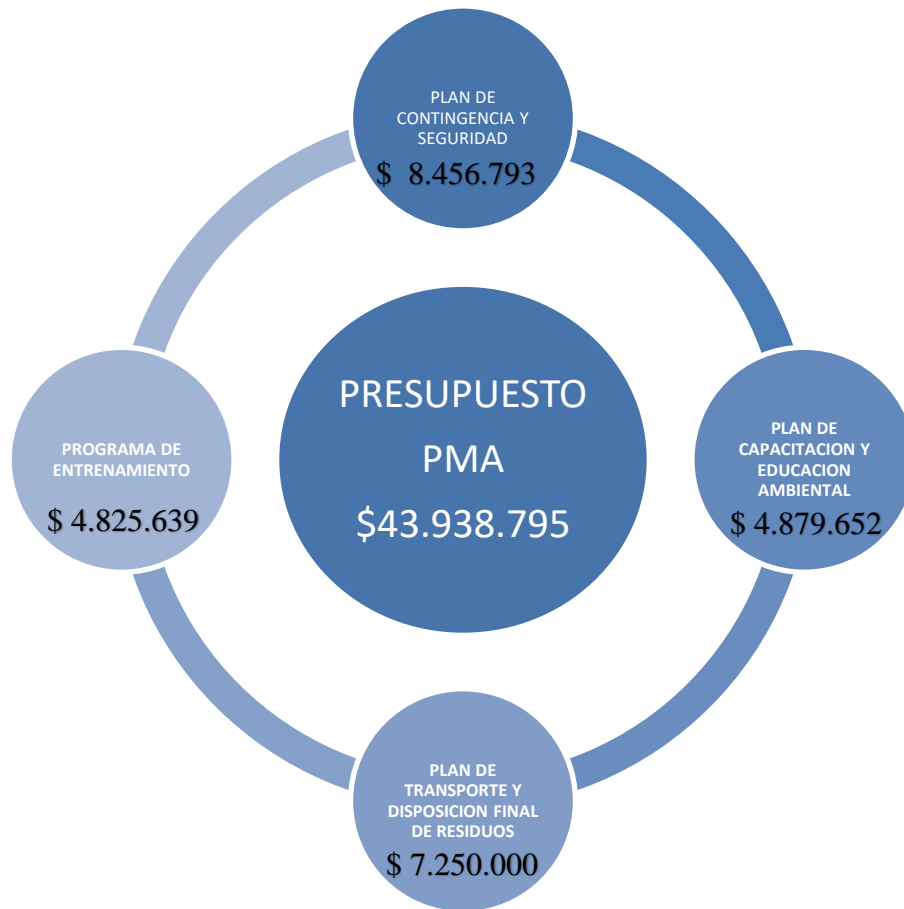 PLAN DE
CONTINGENCIA Y
SEGURIDAD
$ 8.456.793
PRESUPUESTO
PMA
$43.938.795
PROGRAMA DE
ENTRENAMIENTO
$ 4.825.639
PLAN DE
CAPACITACION Y
EDUCACION
AMBIENTAL
$ 4.879.652
PLAN DE
TRANSPORTE Y
DISPOSICION FINAL
DE RESIDUOS
$ 7.250.000